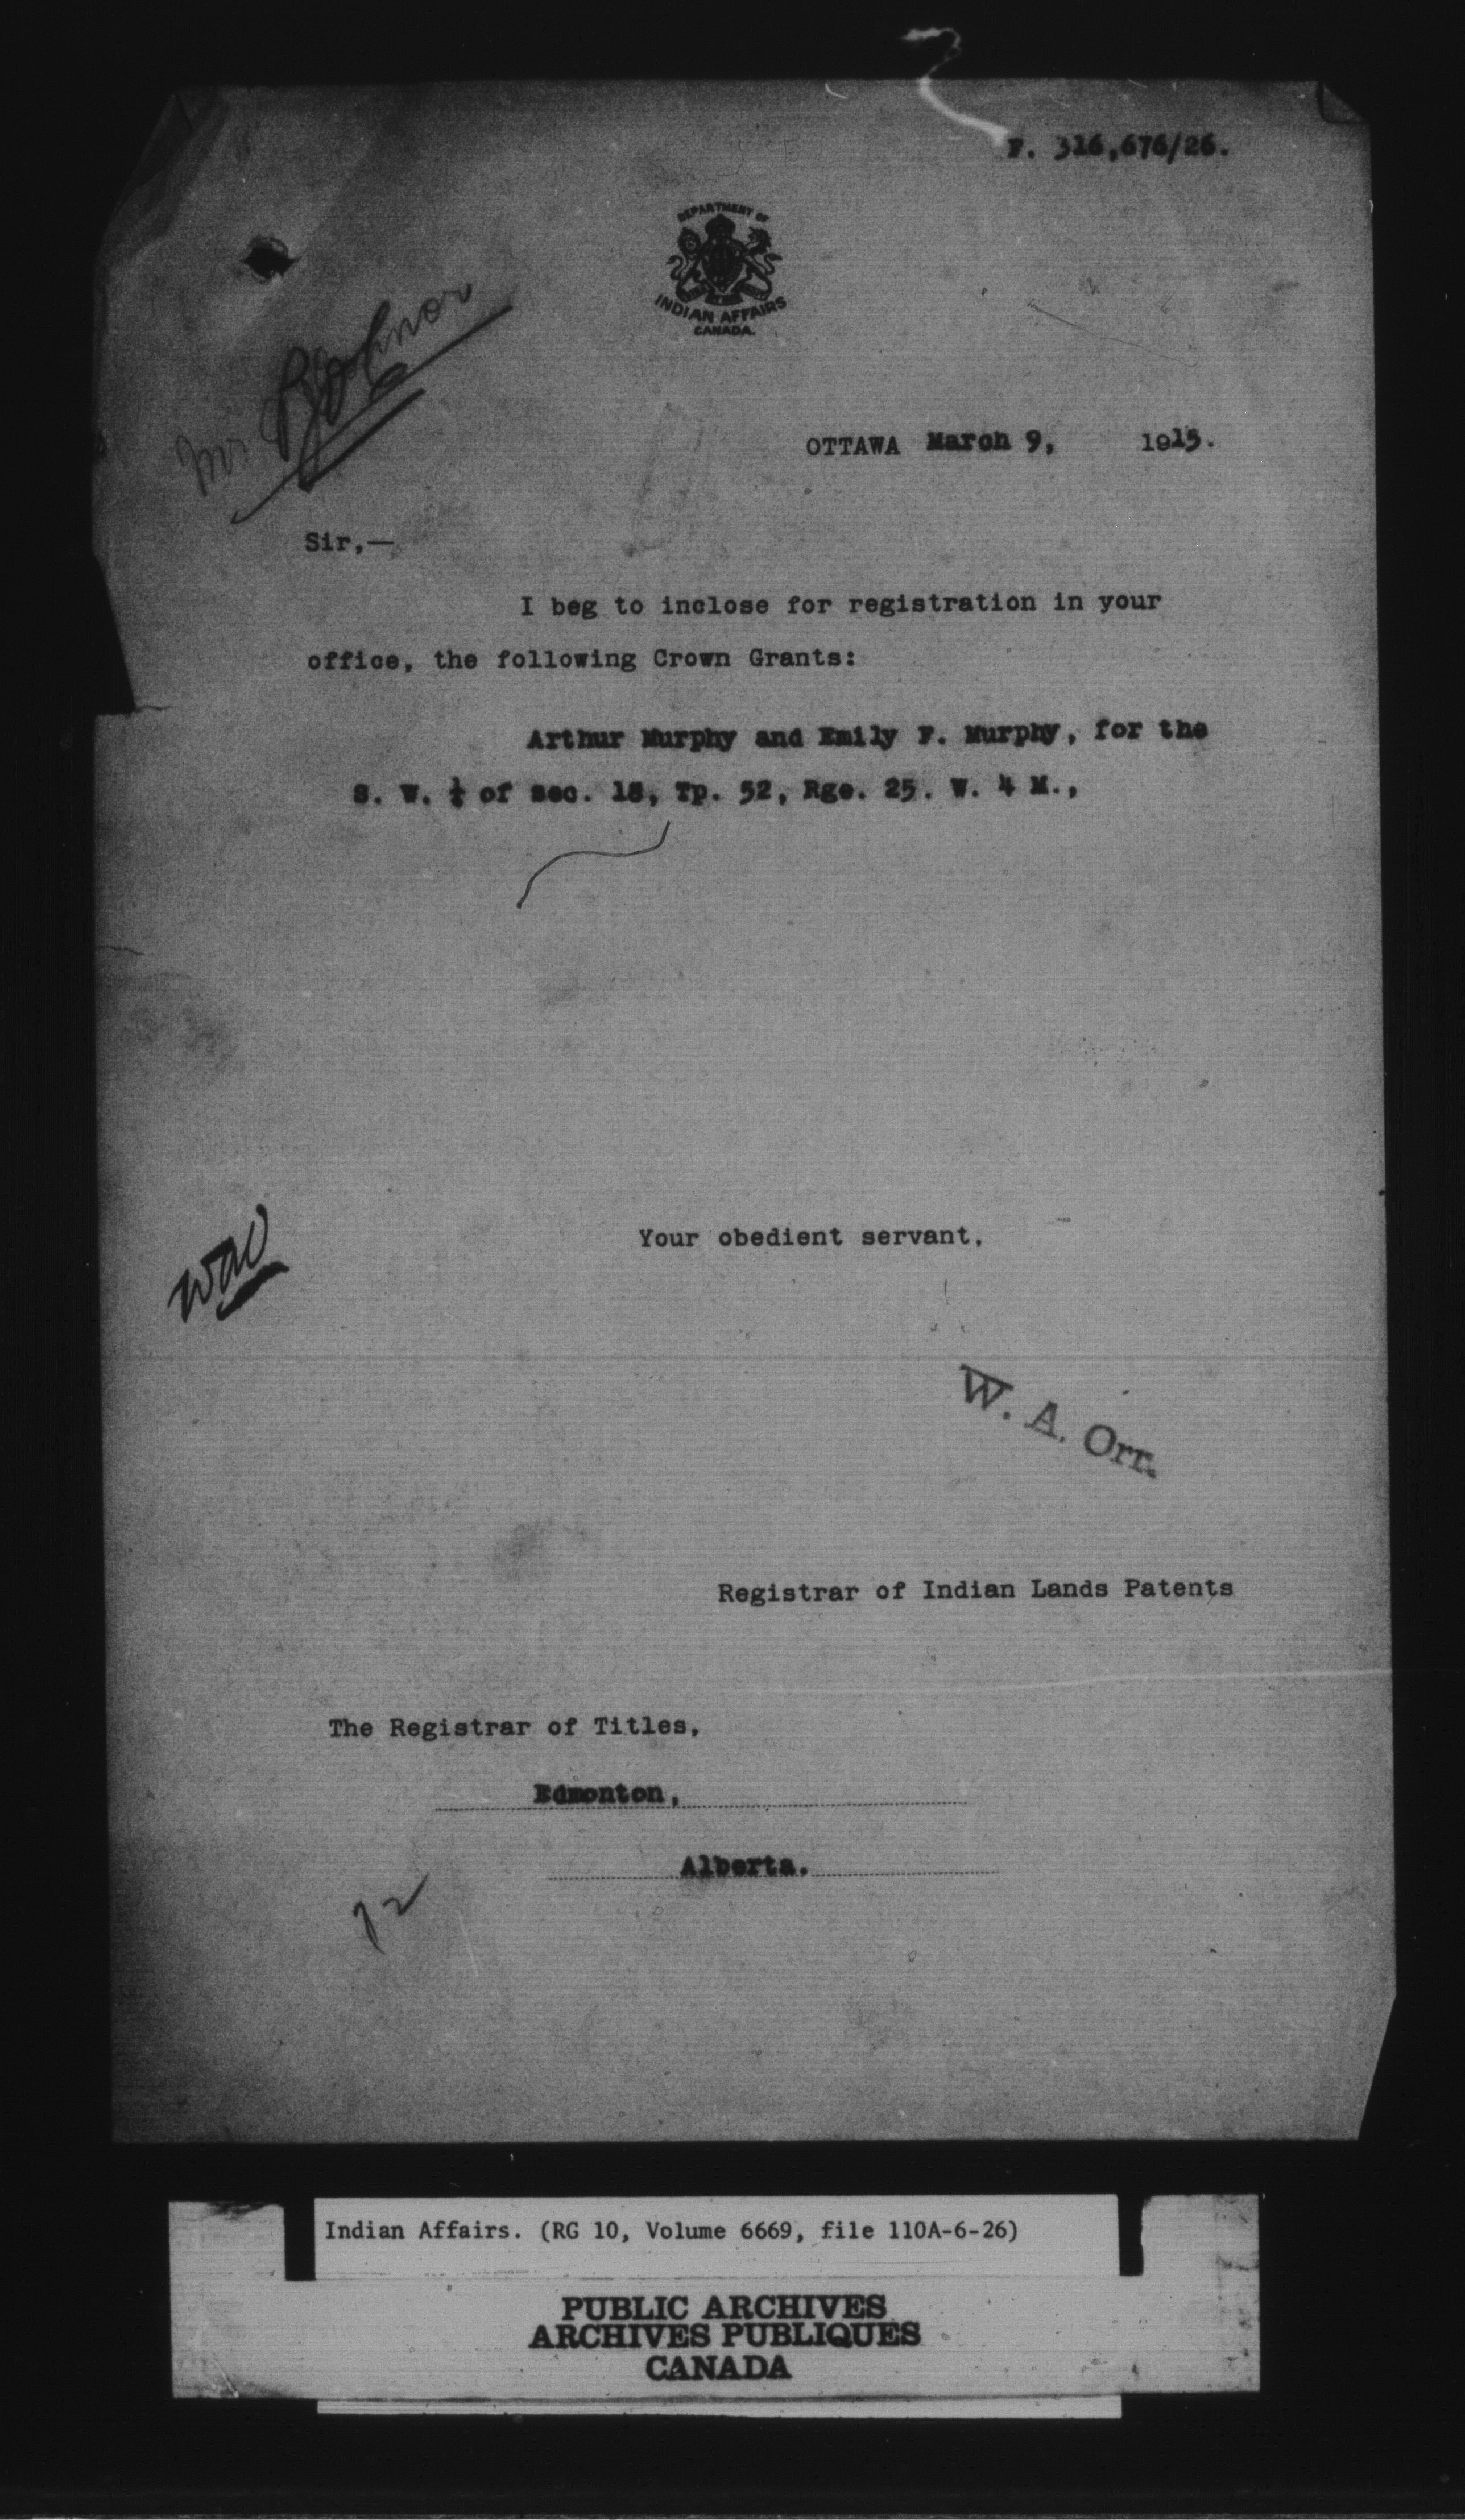 F. 316,676/26.
DEPARTMENT OF
INDIAN AFFAIRS
CANADA.
Mr
OTTAWA March 9, 1915.
Sir,—
I beg to inclose for registration in your
office, the following Crown Grants:
Arthur Murphy and Emily F. Murphy, for the
S. W. ¼ of sec. Tp. 52, Rge. 25. W. 4 M.,
Your obedient servant,
WAO
W. A. Orr.
Registrar of Indian Lands Patents
The Registrar of Titles,
Edmonton,
Alberta.
Indian Affairs. (RG 10, Volume 6669, file 110A-6-26)
PUBLIC ARCHIVES
ARCHIVES PUBLIQUES
CANADA